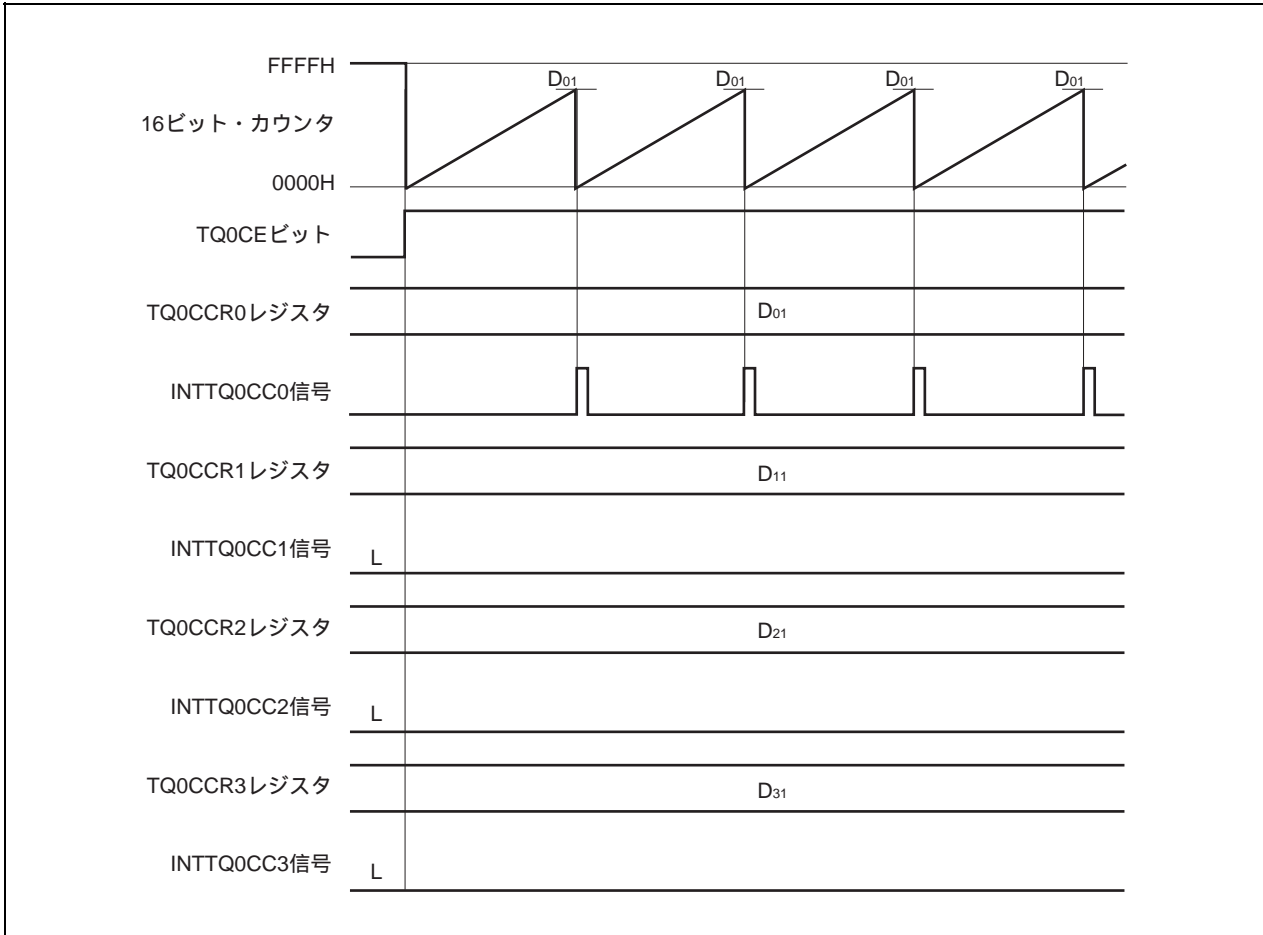 FFFFH
D01 D01 D01 D01
16ビット・カウンタ
0000H
TQ0CEビット
TQ0CCR0レジスタ D01
INTTQ0CC0信号
TQ0CCR1レジスタ D11
INTTQ0CC1信号 L
TQ0CCR2レジスタ D21
INTTQ0CC2信号 L
TQ0CCR3レジスタ D31
INTTQ0CC3信号 L